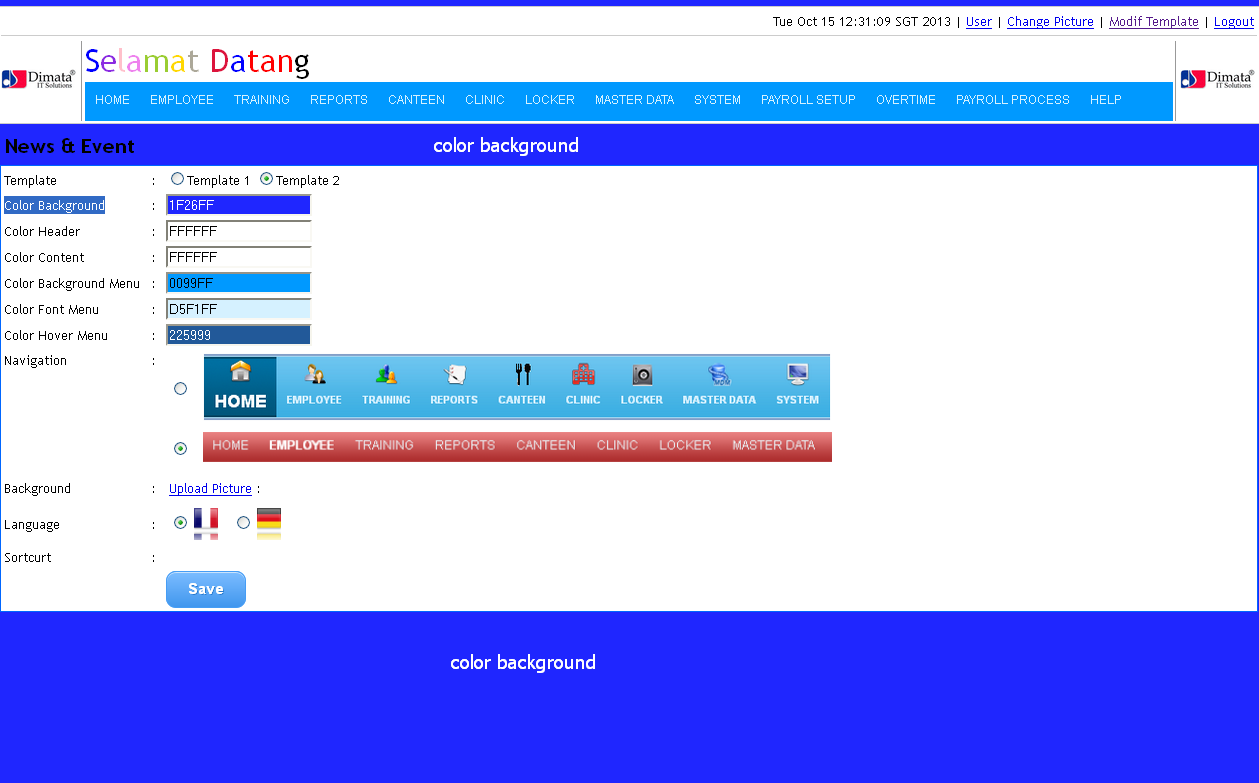 Tue Oct 15 12:31:09 SGT 2013 | User | Change Picture | Modif Template | Logout
Dimata® IT Solutions
Selamat Datang
Dimata® IT Solutions
HOME EMPLOYEE TRAINING REPORTS CANTEEN CLINIC LOCKER MASTER DATA SYSTEM PAYROLL SETUP OVERTIME PAYROLL PROCESS HELP
News & Event
color background
Template : Template 1 Template 2
Color Background : 1F26FF
Color Header : FFFFFF
Color Content : FFFFFF
Color Background Menu : 0099FF
Color Font Menu : D5F1FF
Color Hover Menu : 225999
Navigation :
HOME EMPLOYEE TRAINING REPORTS CANTEEN CLINIC LOCKER MASTER DATA SYSTEM
HOME EMPLOYEE TRAINING REPORTS CANTEEN CLINIC LOCKER MASTER DATA
Background : Upload Picture :
Language :
Sortcurt :
Save
color background